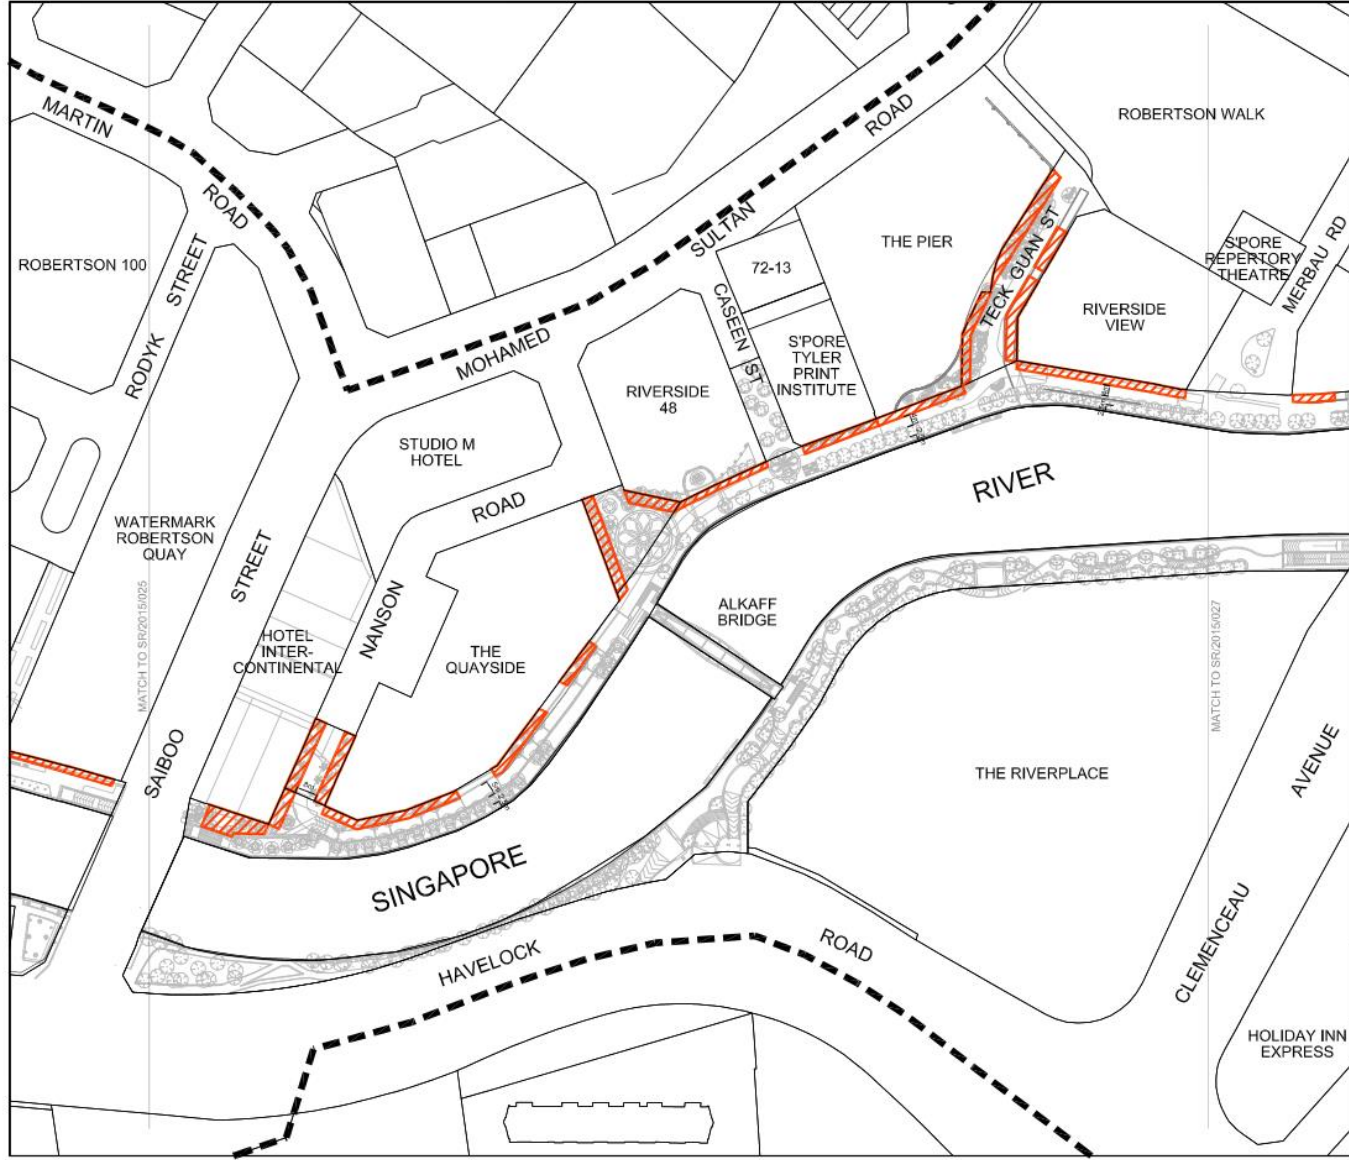 MARTIN
ROAD
ROBERTSON 100
RODYK
STREET
WATERMARK
ROBERTSON
QUAY
MATCH TO SR/2015/025
SAIBOO
STREET
HOTEL
INTER-
CONTINENTAL
NANSON
ROAD
STUDIO M
HOTEL
MOHAMED
SULTAN
ROAD
RIVERSIDE
48
THE
QUAYSIDE
CASEEN ST
72-13
S'PORE
TYLER
PRINT
INSTITUTE
THE PIER
TECK GUAN ST
ROBERTSON WALK
S'PORE
REPERTORY
THEATRE
MERBAU RD
RIVERSIDE
VIEW
SINGAPORE
RIVER
ALKAFF
BRIDGE
THE RIVERPLACE
MATCH TO SR/2015/027
HAVELOCK
ROAD
CLEMENCEAU
AVENUE
HOLIDAY INN
EXPRESS